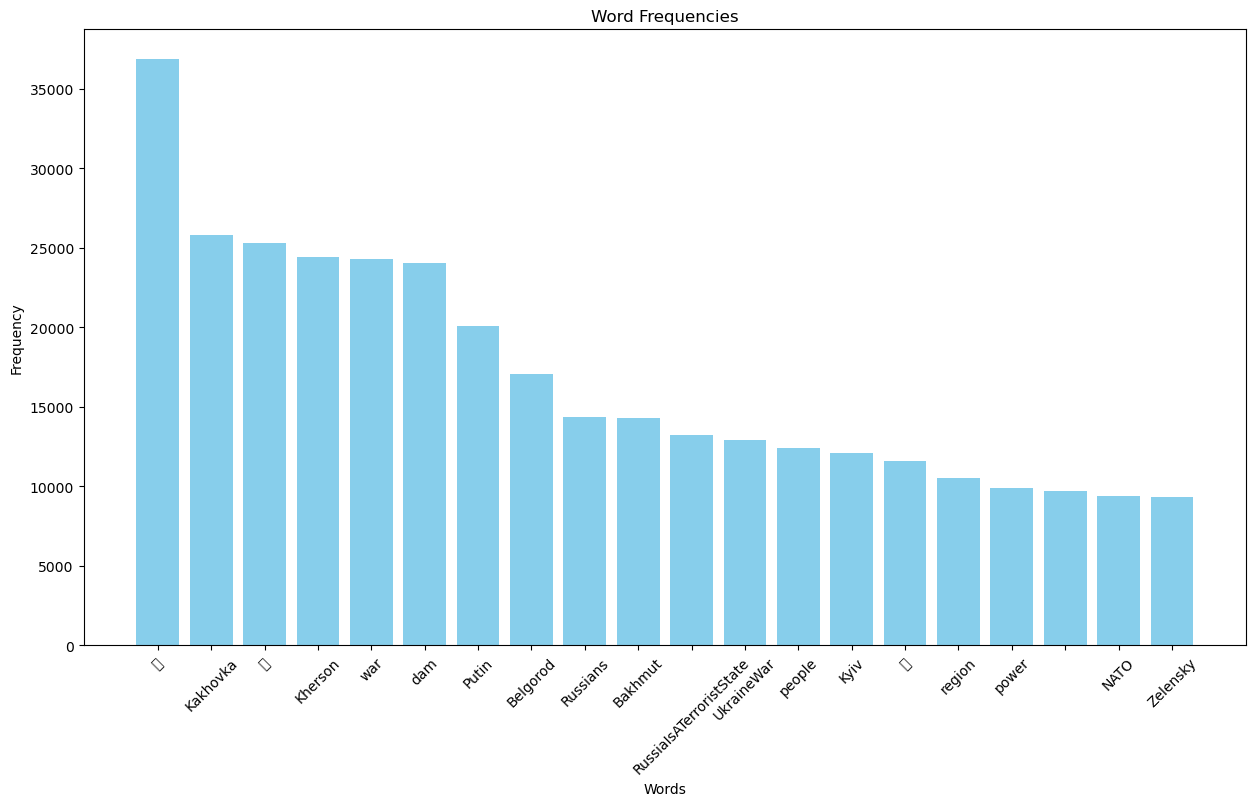 Word Frequencies
Frequency
35000
30000
25000
20000
15000
10000
5000
0
Kakhovka
Kherson
war
dam
Putin
Belgorod
Russians
Bakhmut
RussiaIsATerroristState
UkraineWar
people
Kyiv
region
power
NATO
Zelensky
Words